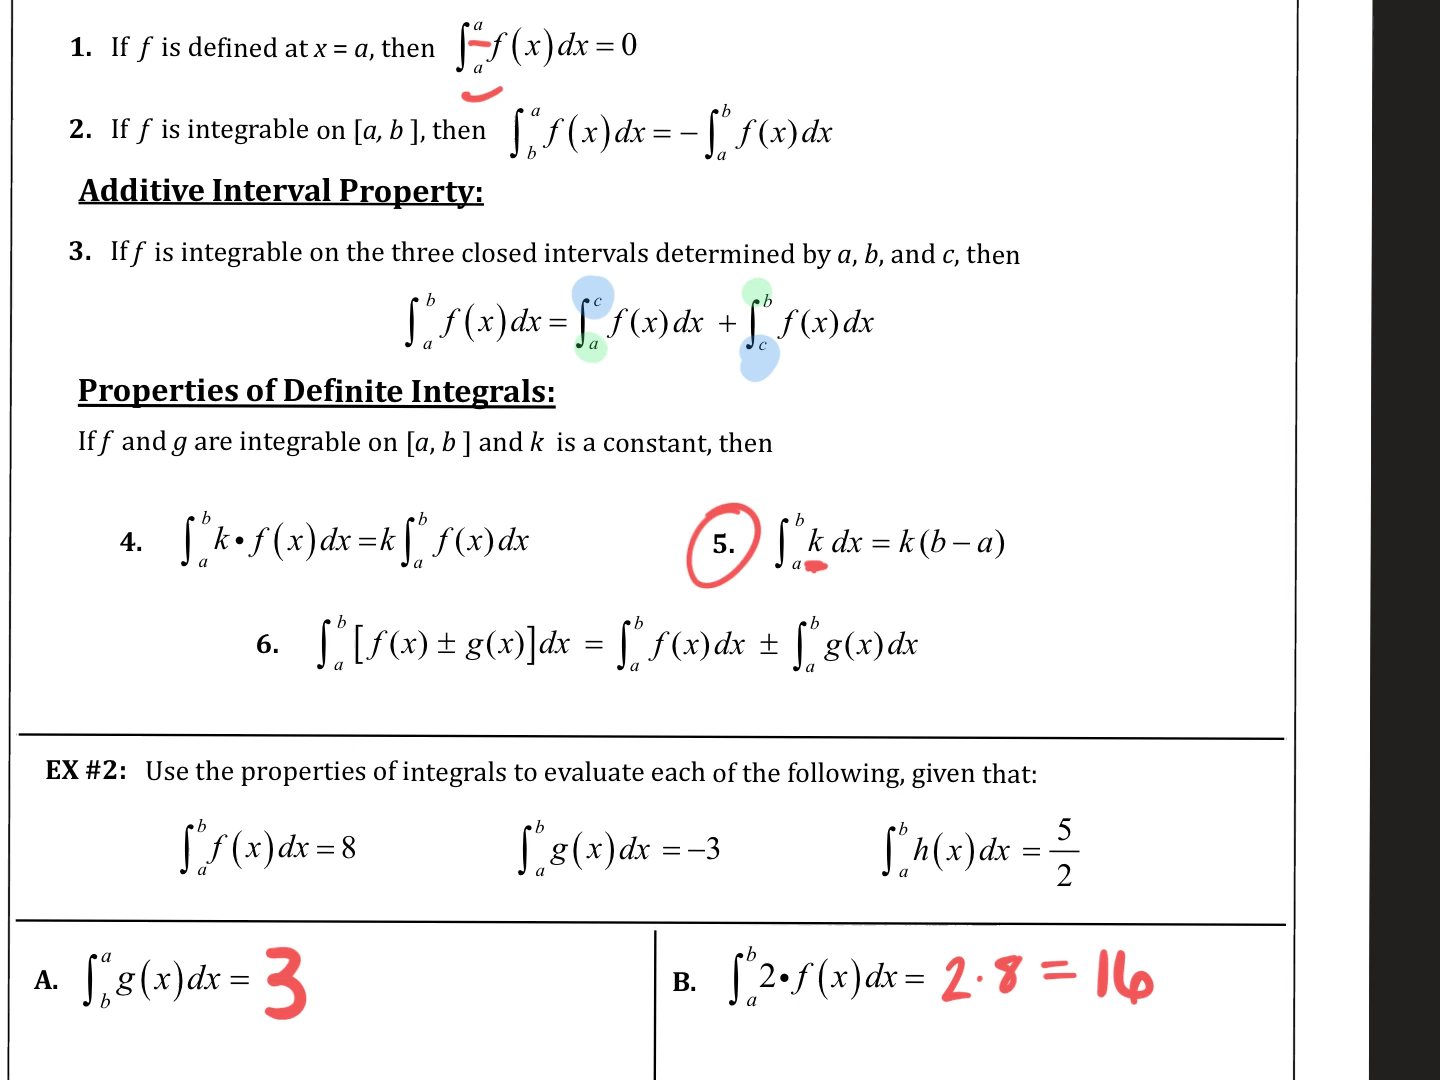 1. If f is defined at x = a, then ∫ₐᵃ f(x)dx = 0
2. If f is integrable on [a, b ], then ∫_b^a f(x)dx = −∫_a^b f(x)dx
Additive Interval Property:
3. If f is integrable on the three closed intervals determined by a, b, and c, then
∫_a^b f(x)dx = ∫_a^c f(x)dx + ∫_c^b f(x)dx
Properties of Definite Integrals:
If f and g are integrable on [a, b ] and k is a constant, then
4. ∫_a^b k•f(x)dx = k∫_a^b f(x)dx 5. ∫_a^b k dx = k(b − a)
6. ∫_a^b [f(x) ± g(x)]dx = ∫_a^b f(x)dx ± ∫_a^b g(x)dx
EX #2: Use the properties of integrals to evaluate each of the following, given that:
∫_a^b f(x)dx = 8 ∫_a^b g(x)dx = −3 ∫_a^b h(x)dx = 5/2
A. ∫_b^a g(x)dx = 3 B. ∫_a^b 2•f(x)dx = 2·8 = 16